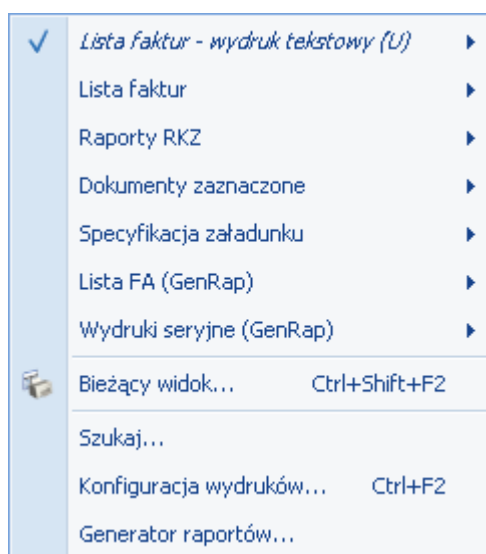 Lista faktur - wydruk tekstowy (U)
Lista faktur
Raporty RKZ
Dokumenty zaznaczone
Specyfikacja załadunku
Lista FA (GenRap)
Wydruki seryjne (GenRap)
Bieżący widok... Ctrl+Shift+F2
Szukaj...
Konfiguracja wydruków... Ctrl+F2
Generator raportów...